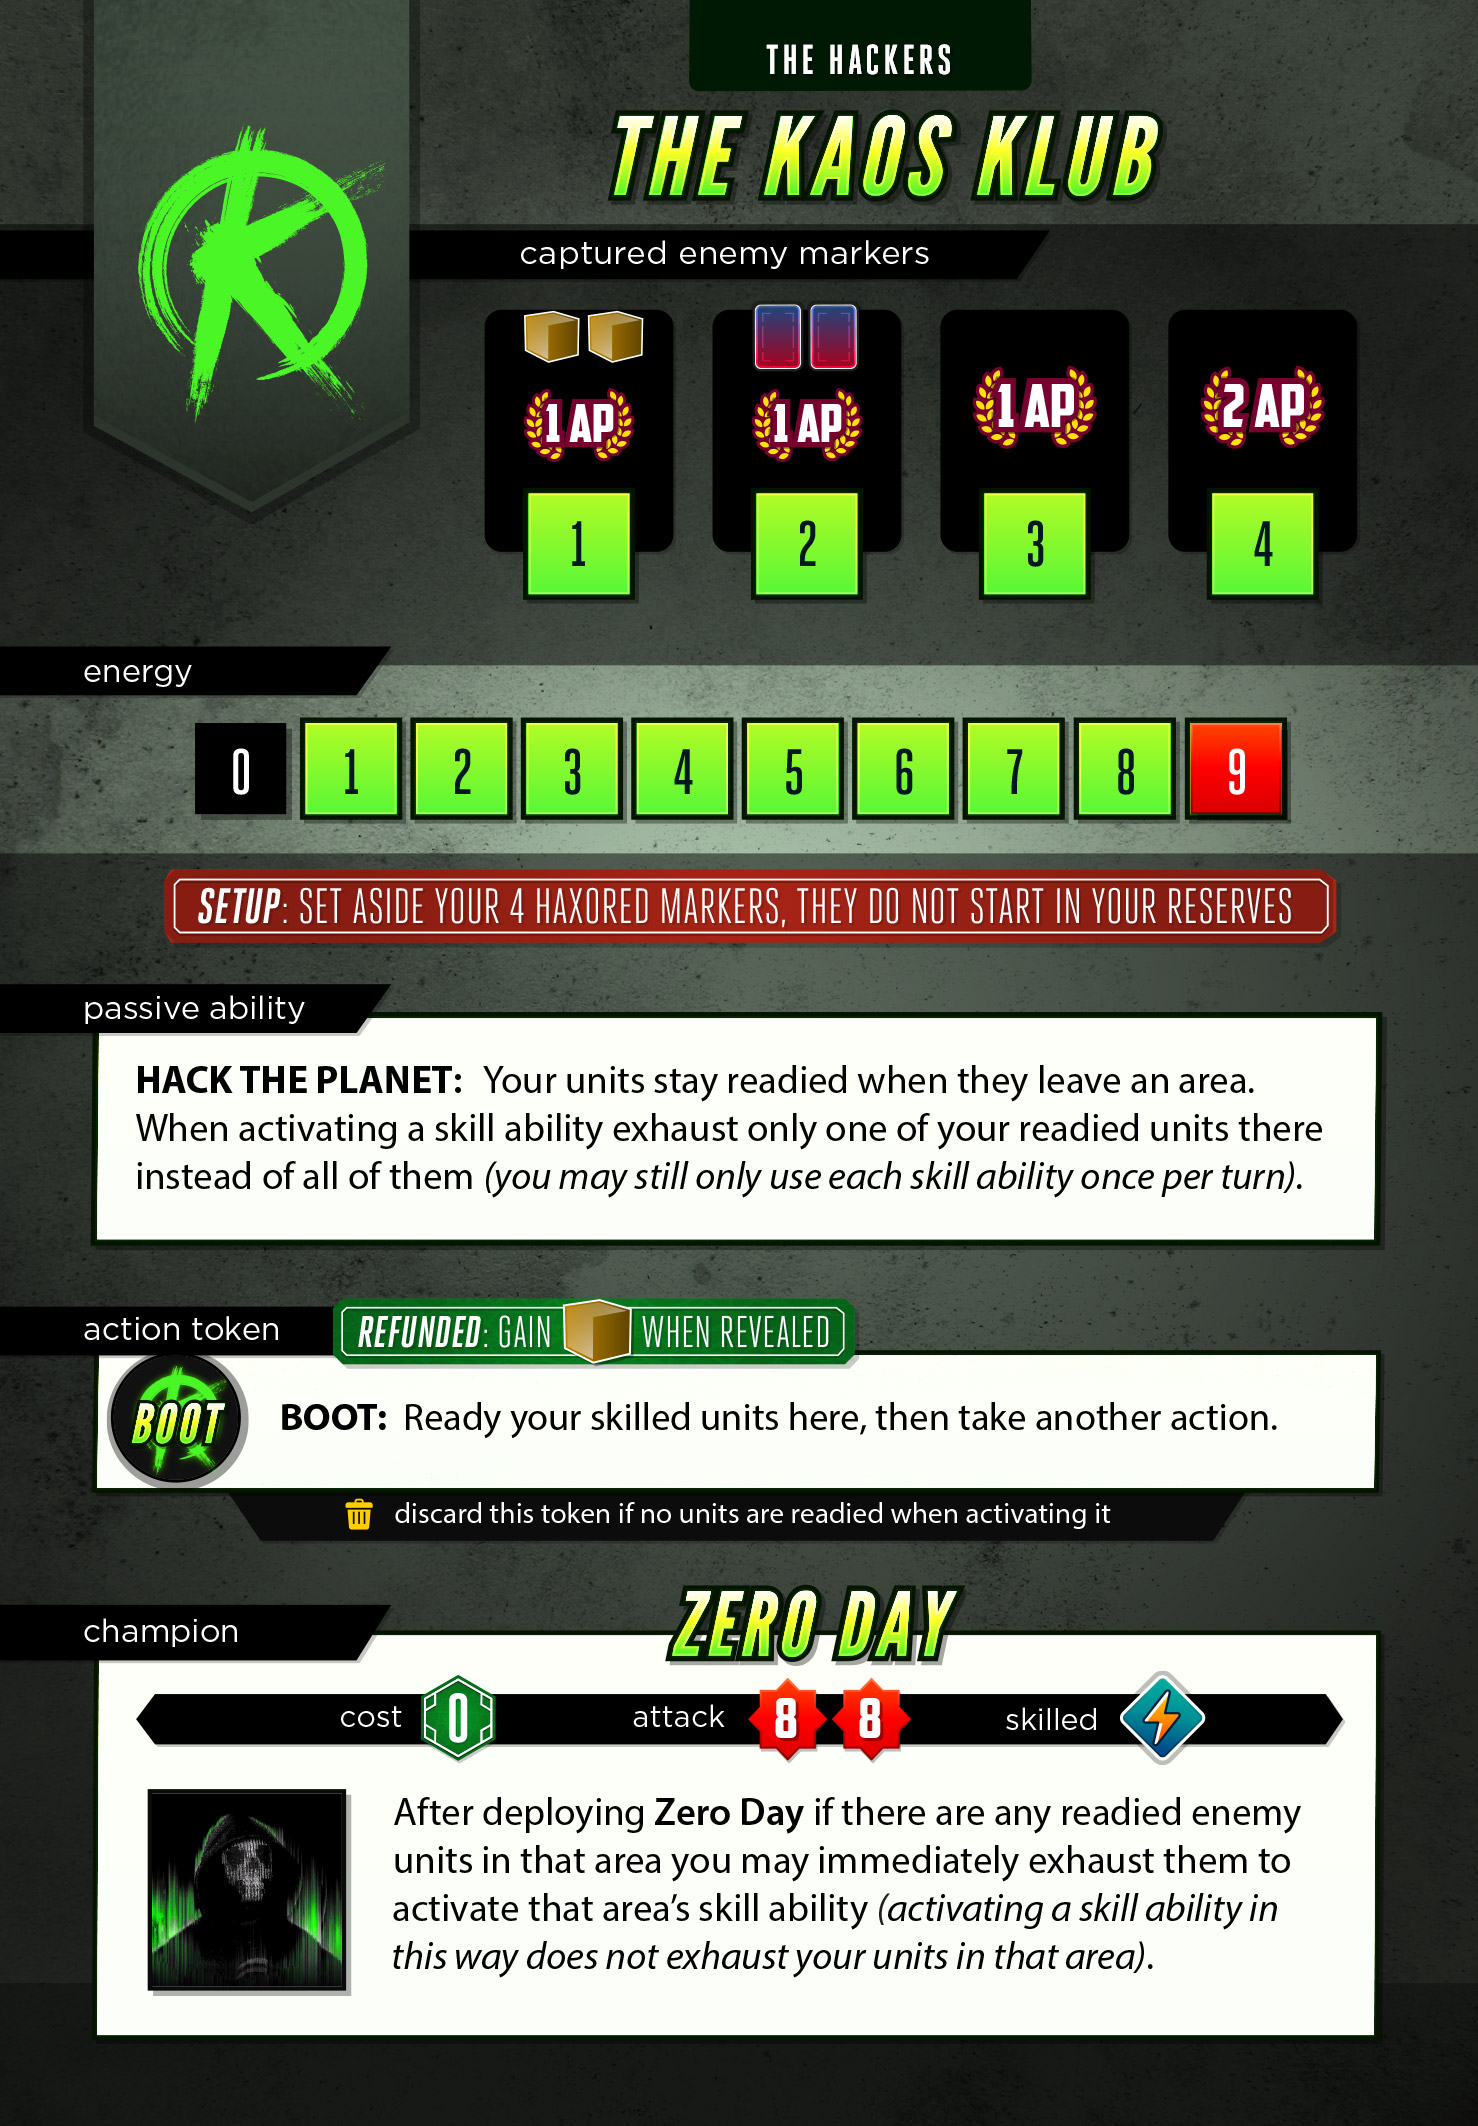 THE HACKERS
THE KAOS KLUB
captured enemy markers
1 AP
1 AP
1 AP
2 AP
1
2
3
4
energy
0
1
2
3
4
5
6
7
8
9
SETUP: SET ASIDE YOUR 4 HAXORED MARKERS, THEY DO NOT START IN YOUR RESERVES
passive ability
HACK THE PLANET: Your units stay readied when they leave an area.
When activating a skill ability exhaust only one of your readied units there
instead of all of them (you may still only use each skill ability once per turn).
action token
REFUNDED: GAIN WHEN REVEALED
BOOT
BOOT: Ready your skilled units here, then take another action.
discard this token if no units are readied when activating it
ZERO DAY
champion
cost 0 attack 8 8 skilled
After deploying Zero Day if there are any readied enemy
units in that area you may immediately exhaust them to
activate that area's skill ability (activating a skill ability in
this way does not exhaust your units in that area).